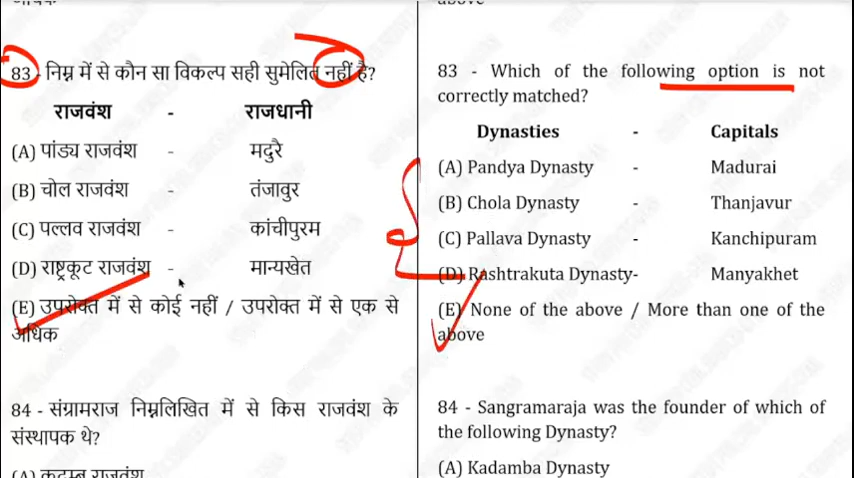 above
83 - निम्न में से कौन सा विकल्प सही सुमेलित नहीं है?
राजवंश - राजधानी
(A) पांड्य राजवंश - मदुरै
(B) चोल राजवंश - तंजावुर
(C) पल्लव राजवंश - कांचीपुरम
(D) राष्ट्रकूट राजवंश - मान्यखेत
(E) उपरोक्त में से कोई नहीं / उपरोक्त में से एक से
अधिक
84 - संग्रामराज निम्नलिखित में से किस राजवंश के
संस्थापक थे?
(A) कदम्ब राजवंश
83 - Which of the following option is not
correctly matched?
Dynasties - Capitals
(A) Pandya Dynasty - Madurai
(B) Chola Dynasty - Thanjavur
(C) Pallava Dynasty - Kanchipuram
(D) Rashtrakuta Dynasty- Manyakhet
(E) None of the above / More than one of the
above
84 - Sangramaraja was the founder of which of
the following Dynasty?
(A) Kadamba Dynasty